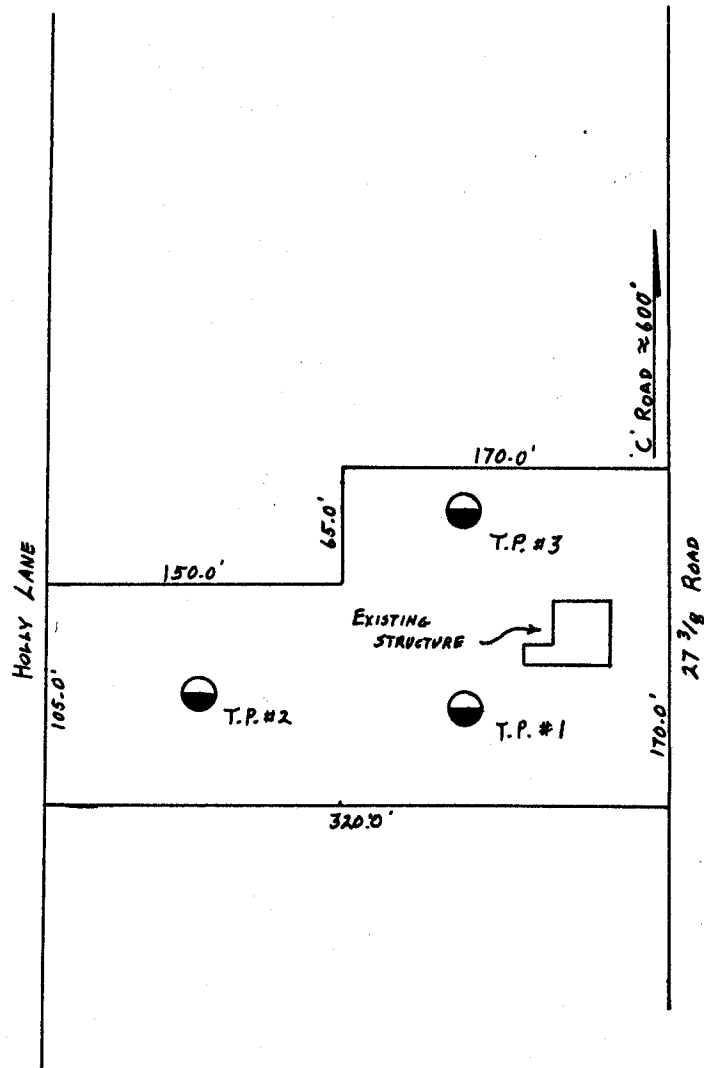 'C' ROAD ≈ 600'
170.0'
65.0'
T.P. #3
HOLLY LANE
150.0'
27 3/8 ROAD
EXISTING
STRUCTURE
105.0'
T.P. #2
T.P. #1
170.0'
320.0'